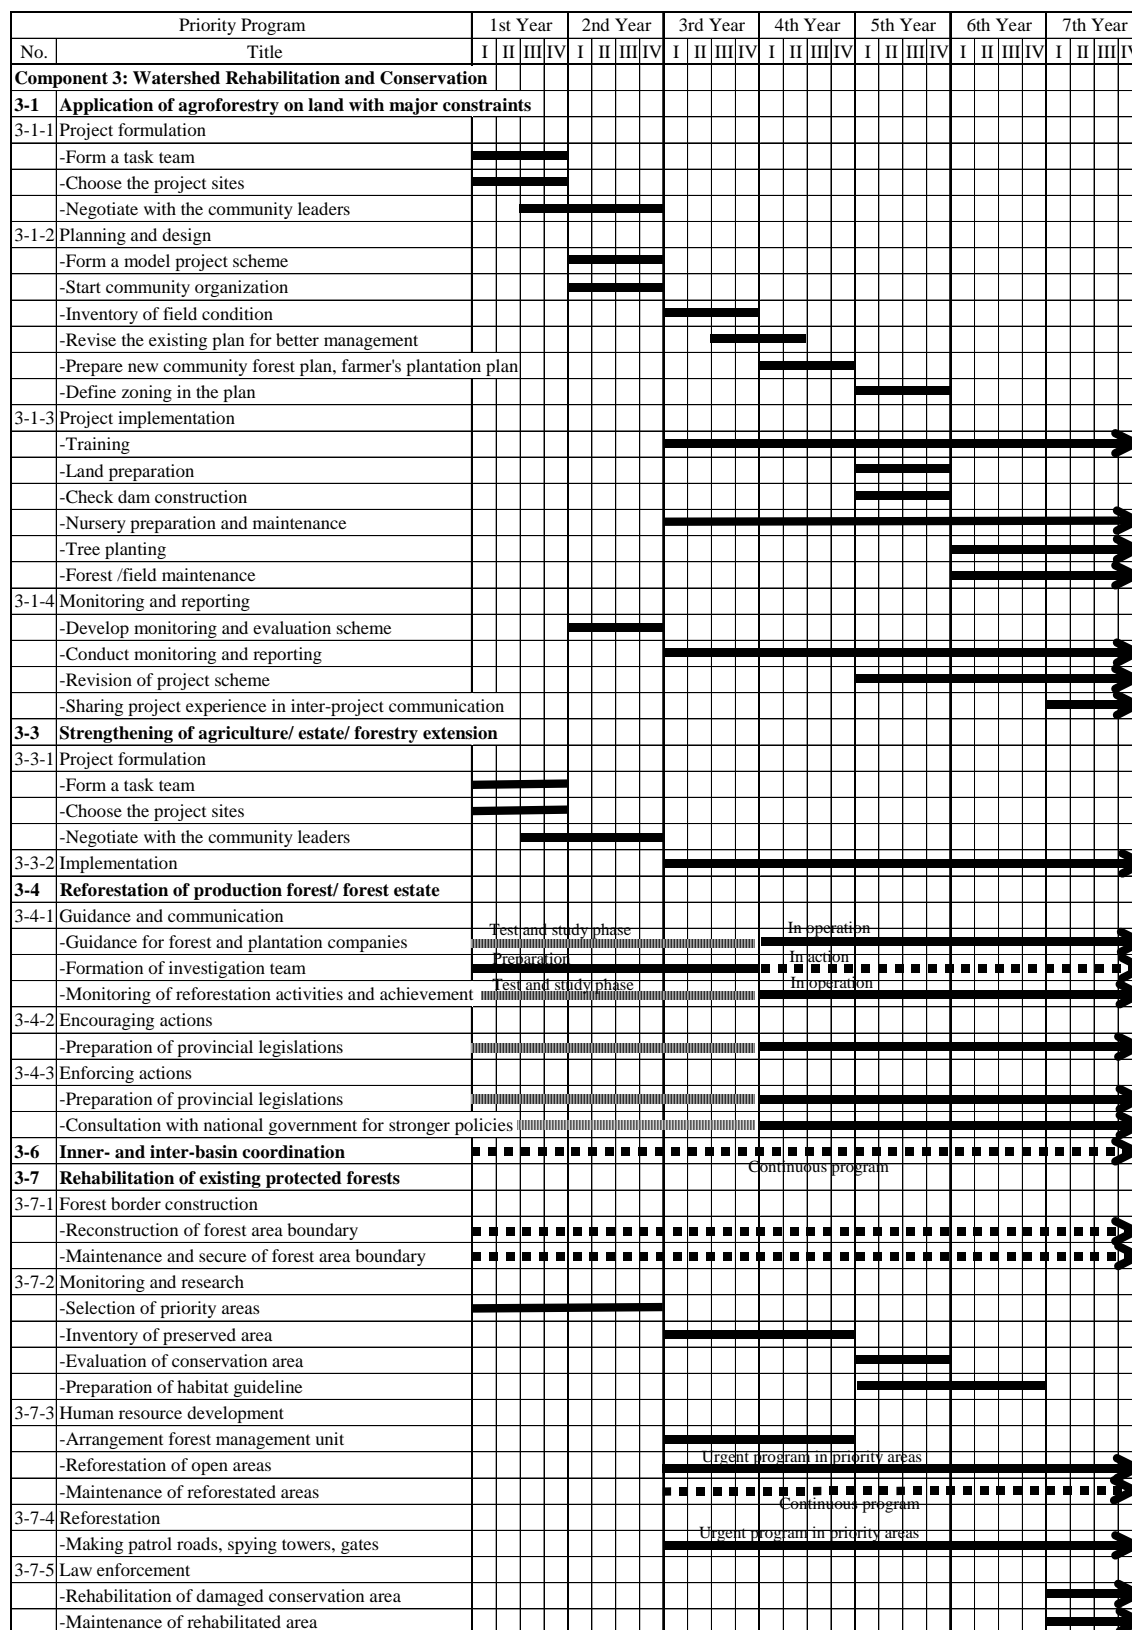 Priority Program 1st Year 2nd Year 3rd Year 4th Year 5th Year 6th Year 7th Year
No. Title I II III IV I II III IV I II III IV I II III IV I II III IV I II III IV I II III IV
Component 3: Watershed Rehabilitation and Conservation
3-1 Application of agroforestry on land with major constraints
3-1-1 Project formulation
-Form a task team
-Choose the project sites
-Negotiate with the community leaders
3-1-2 Planning and design
-Form a model project scheme
-Start community organization
-Inventory of field condition
-Revise the existing plan for better management
-Prepare new community forest plan, farmer's plantation plan
-Define zoning in the plan
3-1-3 Project implementation
-Training
-Land preparation
-Check dam construction
-Nursery preparation and maintenance
-Tree planting
-Forest /field maintenance
3-1-4 Monitoring and reporting
-Develop monitoring and evaluation scheme
-Conduct monitoring and reporting
-Revision of project scheme
-Sharing project experience in inter-project communication
3-3 Strengthening of agriculture/ estate/ forestry extension
3-3-1 Project formulation
-Form a task team
-Choose the project sites
-Negotiate with the community leaders
3-3-2 Implementation
3-4 Reforestation of production forest/ forest estate
3-4-1 Guidance and communication
-Guidance for forest and plantation companies Test and study phase In operation
-Formation of investigation team Preparation In action
-Monitoring of reforestation activities and achievement Test and study phase In operation
3-4-2 Encouraging actions
-Preparation of provincial legislations
3-4-3 Enforcing actions
-Preparation of provincial legislations
-Consultation with national government for stronger policies
3-6 Inner- and inter-basin coordination
Continuous program
3-7 Rehabilitation of existing protected forests
3-7-1 Forest border construction
-Reconstruction of forest area boundary
-Maintenance and secure of forest area boundary
3-7-2 Monitoring and research
-Selection of priority areas
-Inventory of preserved area
-Evaluation of conservation area
-Preparation of habitat guideline
3-7-3 Human resource development
-Arrangement forest management unit
-Reforestation of open areas Urgent program in priority areas
-Maintenance of reforestated areas
Continuous program
3-7-4 Reforestation
-Making patrol roads, spying towers, gates Urgent program in priority areas
3-7-5 Law enforcement
-Rehabilitation of damaged conservation area
-Maintenance of rehabilitated area